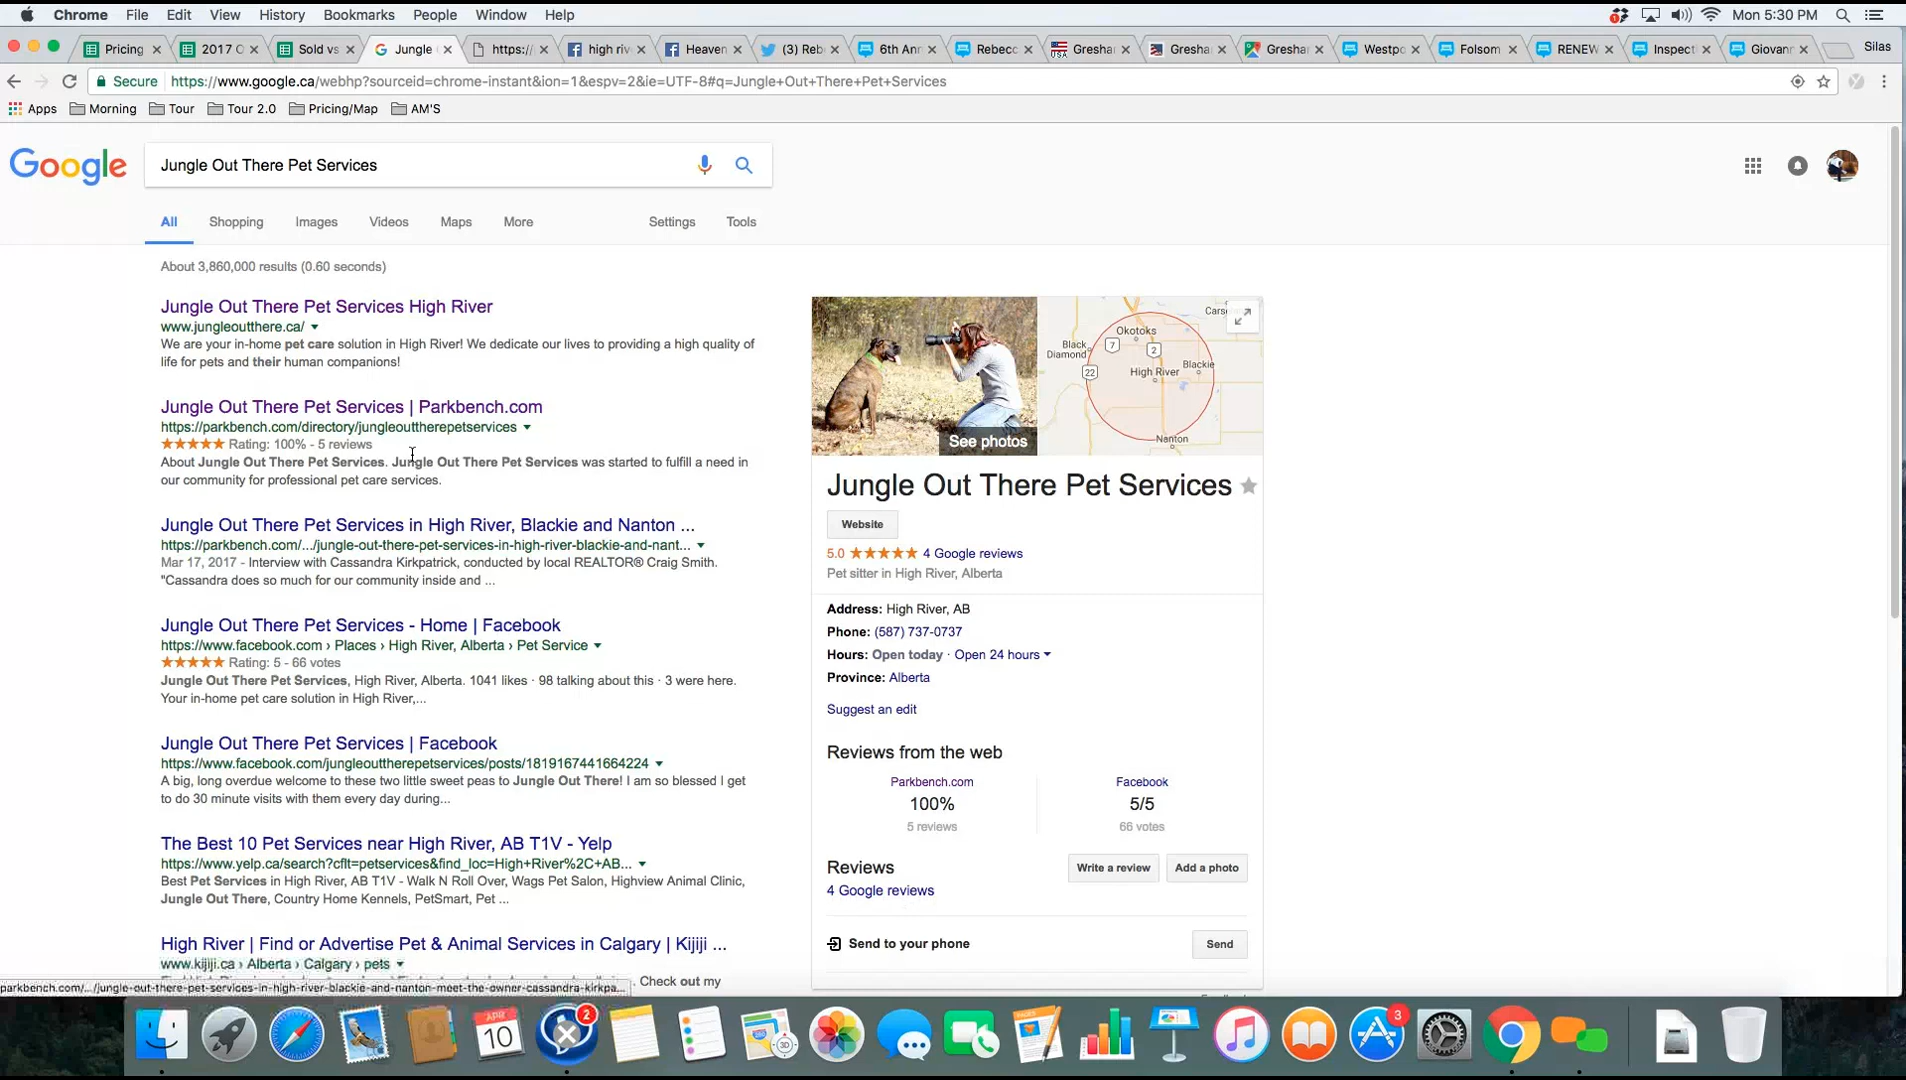 Chrome File Edit View History Bookmarks People Window Help Mon 5:30 PM
Pricing 2017 O Sold vs Jungle https:/ high riv Heaven (3) Reb 6th Ann Rebecc Gresha Gresha Gresha Westpo Folsom RENEW Inspect Giovann Silas
Secure https://www.google.ca/webhp?sourceid=chrome-instant&ion=1&espv=2&ie=UTF-8#q=Jungle+Out+There+Pet+Services
Apps Morning Tour Tour 2.0 Pricing/Map AM'S
Google Jungle Out There Pet Services
All Shopping Images Videos Maps More Settings Tools
About 3,860,000 results (0.60 seconds)
Jungle Out There Pet Services High River
www.jungleoutthere.ca/
We are your in-home pet care solution in High River! We dedicate our lives to providing a high quality of
life for pets and their human companions!
Jungle Out There Pet Services | Parkbench.com
https://parkbench.com/directory/jungleouttherepetservices
Rating: 100% - 5 reviews
About Jungle Out There Pet Services. Jungle Out There Pet Services was started to fulfill a need in
our community for professional pet care services.
Jungle Out There Pet Services in High River, Blackie and Nanton ...
https://parkbench.com/.../jungle-out-there-pet-services-in-high-river-blackie-and-nant...
Mar 17, 2017 - Interview with Cassandra Kirkpatrick, conducted by local REALTOR® Craig Smith.
"Cassandra does so much for our community inside and ...
Jungle Out There Pet Services - Home | Facebook
https://www.facebook.com › Places › High River, Alberta › Pet Service
Rating: 5 - 66 votes
Jungle Out There Pet Services, High River, Alberta. 1041 likes · 98 talking about this · 3 were here.
Your in-home pet care solution in High River,...
Jungle Out There Pet Services | Facebook
https://www.facebook.com/jungleouttherepetservices/posts/1819167441664224
A big, long overdue welcome to these two little sweet peas to Jungle Out There! I am so blessed I get
to do 30 minute visits with them every day during...
The Best 10 Pet Services near High River, AB T1V - Yelp
https://www.yelp.ca/search?cflt=petservices&find_loc=High+River%2C+AB...
Best Pet Services in High River, AB T1V - Walk N Roll Over, Wags Pet Salon, Highview Animal Clinic,
Jungle Out There, Country Home Kennels, PetSmart, Pet ...
High River | Find or Advertise Pet & Animal Services in Calgary | Kijiji ...
www.kijiji.ca › Alberta › Calgary › pets
Check out my
parkbench.com/.../jungle-out-there-pet-services-in-high-river-blackie-and-nanton-meet-the-owner-cassandra-kirkpa...
See photos
Carse
Okotoks
7
2
Black
Diamond
Blackie
22
High River
Nanton
Jungle Out There Pet Services
Website
5.0 4 Google reviews
Pet sitter in High River, Alberta
Address: High River, AB
Phone: (587) 737-0737
Hours: Open today · Open 24 hours
Province: Alberta
Suggest an edit
Reviews from the web
Parkbench.com Facebook
100% 5/5
5 reviews 66 votes
Reviews Write a review Add a photo
4 Google reviews
Send to your phone Send
APR
10
2
3D
3